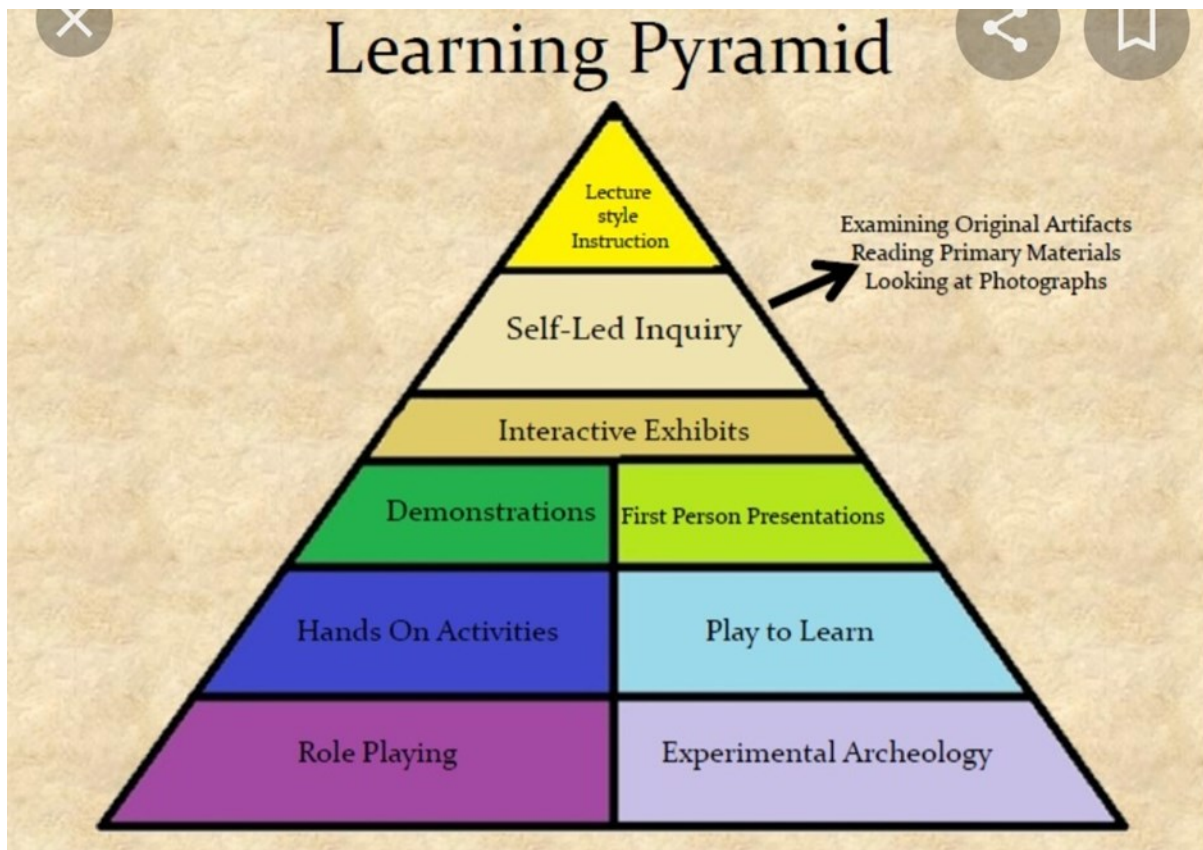 Learning Pyramid
Lecture
style
Instruction
Examining Original Artifacts
Reading Primary Materials
Looking at Photographs
Self-Led Inquiry
Interactive Exhibits
Demonstrations
First Person Presentations
Hands On Activities
Play to Learn
Role Playing
Experimental Archeology